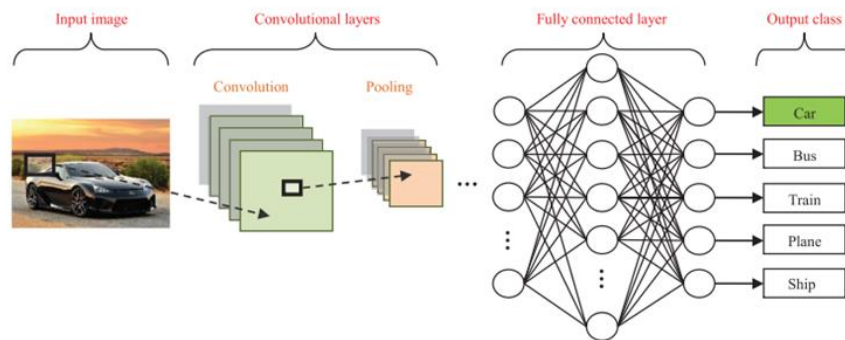 Input image
Convolutional layers
Fully connected layer
Output class
Convolution
Pooling
Car
Bus
Train
Plane
Ship